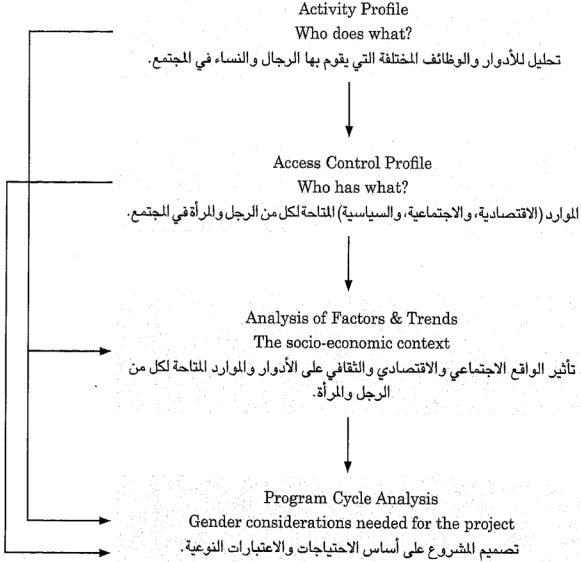 Activity Profile
Who does what?
تحليل للأدوار والوظائف المختلفة التي يقوم بها الرجال والنساء في المجتمع.
Access Control Profile
Who has what?
الموارد (الاقتصادية، والاجتماعية، والسياسية) المتاحة لكل من الرجل والمرأة في المجتمع.
Analysis of Factors & Trends
The socio-economic context
تأثير الواقع الاجتماعي والاقتصادي والثقافي على الأدوار والموارد المتاحة لكل من
الرجل والمرأة.
Program Cycle Analysis
Gender considerations needed for the project
تصميم المشروع على أساس الاحتياجات والاعتبارات النوعية.